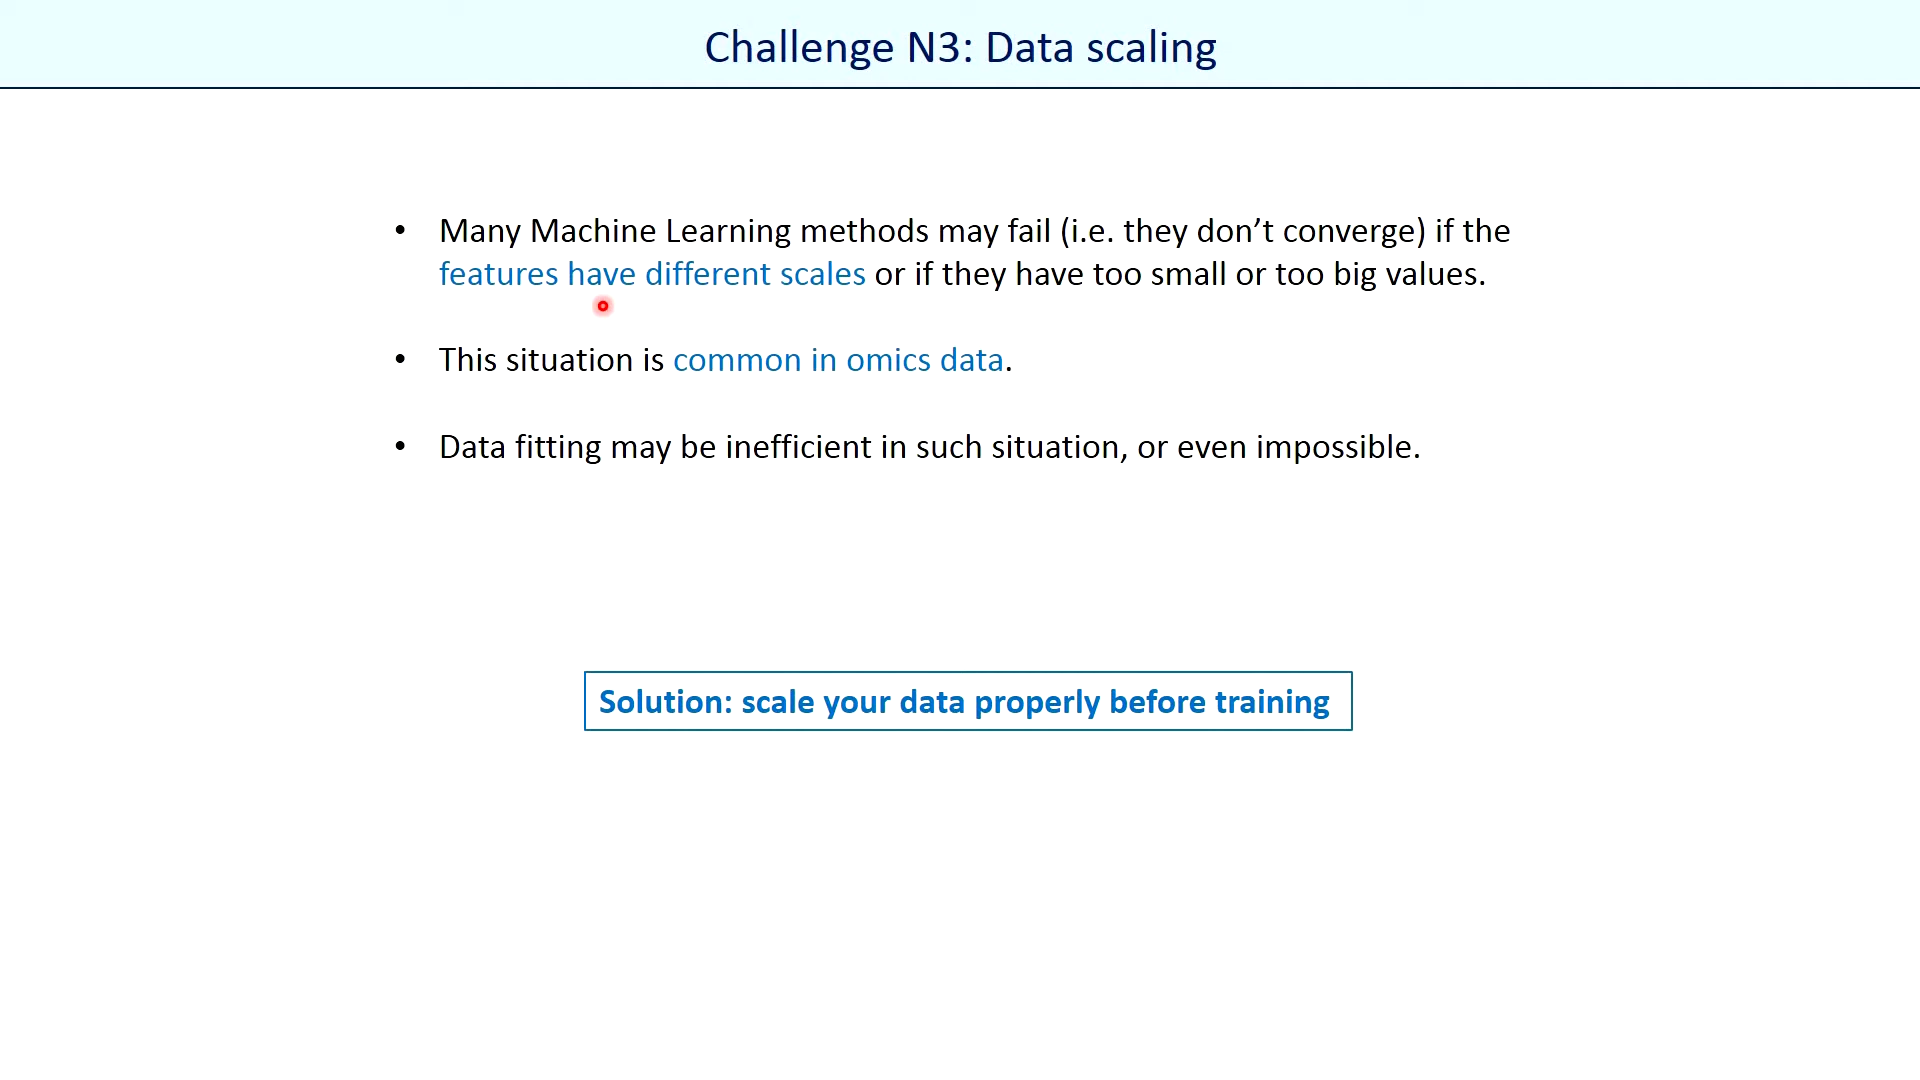 Challenge N3: Data scaling
• Many Machine Learning methods may fail (i.e. they don’t converge) if the
features have different scales or if they have too small or too big values.
• This situation is common in omics data.
• Data fitting may be inefficient in such situation, or even impossible.
Solution: scale your data properly before training